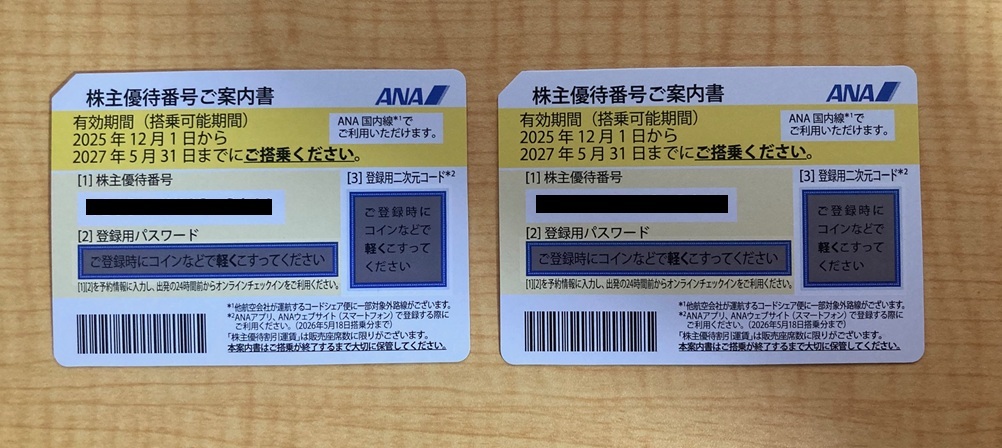 株主優待番号ご案内書
ANA
有効期間（搭乗可能期間）
2025年12月1日から
2027年5月31日までにご搭乗ください。
ANA国内線*1で
ご利用いただけます。
[1] 株主優待番号
[3] 登録用二次元コード*2
ご登録時に
コインなどで
軽くこすって
ください
[2] 登録用パスワード
ご登録時にコインなどで軽くこすってください
[1][2]を予約情報に入力し、出発の24時間前からオンラインチェックインをご利用ください。
*1他航空会社が運航するコードシェア便に一部対象外路線がございます。
*2ANAアプリ、ANAウェブサイト（スマートフォン）で登録する際に
ご利用ください。（2026年5月18日搭乗分まで）
「株主優待割引運賃」は販売座席数に限りがございます。
本案内書はご搭乗が終了するまで大切に保管してください。
株主優待番号ご案内書
ANA
有効期間（搭乗可能期間）
2025年12月1日から
2027年5月31日までにご搭乗ください。
ANA国内線*1で
ご利用いただけます。
[1] 株主優待番号
[3] 登録用二次元コード*2
ご登録時に
コインなどで
軽くこすって
ください
[2] 登録用パスワード
ご登録時にコインなどで軽くこすってください
[1][2]を予約情報に入力し、出発の24時間前からオンラインチェックインをご利用ください。
*1他航空会社が運航するコードシェア便に一部対象外路線がございます。
*2ANAアプリ、ANAウェブサイト（スマートフォン）で登録する際に
ご利用ください。（2026年5月18日搭乗分まで）
「株主優待割引運賃」は販売座席数に限りがございます。
本案内書はご搭乗が終了するまで大切に保管してください。